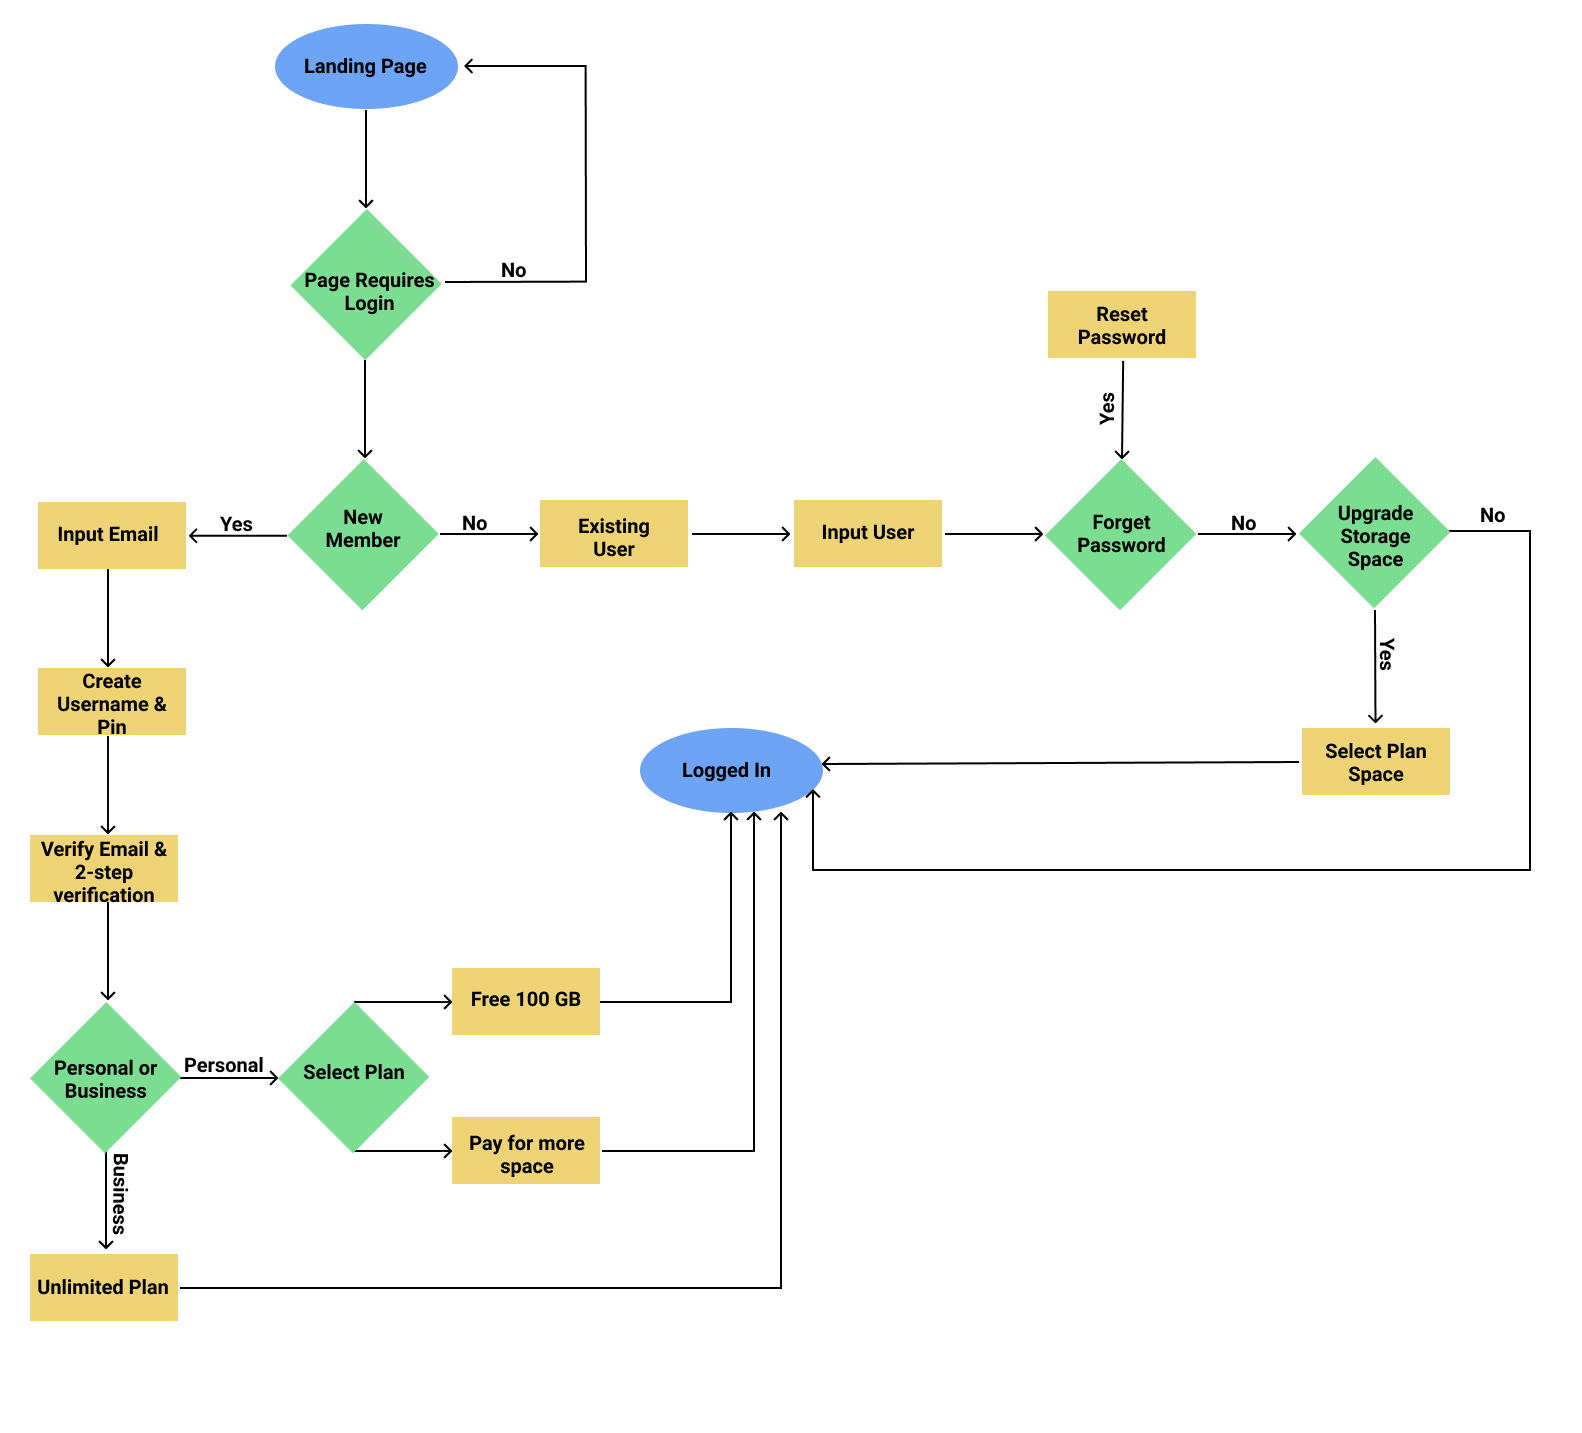 Landing Page
Page Requires
Login
No
Reset
Password
Yes
Input Email
Yes
New
Member
No
Existing
User
Input User
Forget
Password
No
Upgrade
Storage
Space
No
Yes
Create
Username &
Pin
Logged In
Select Plan
Space
Verify Email &
2-step
verification
Free 100 GB
Personal or
Business
Personal
Select Plan
Pay for more
space
Business
Unlimited Plan